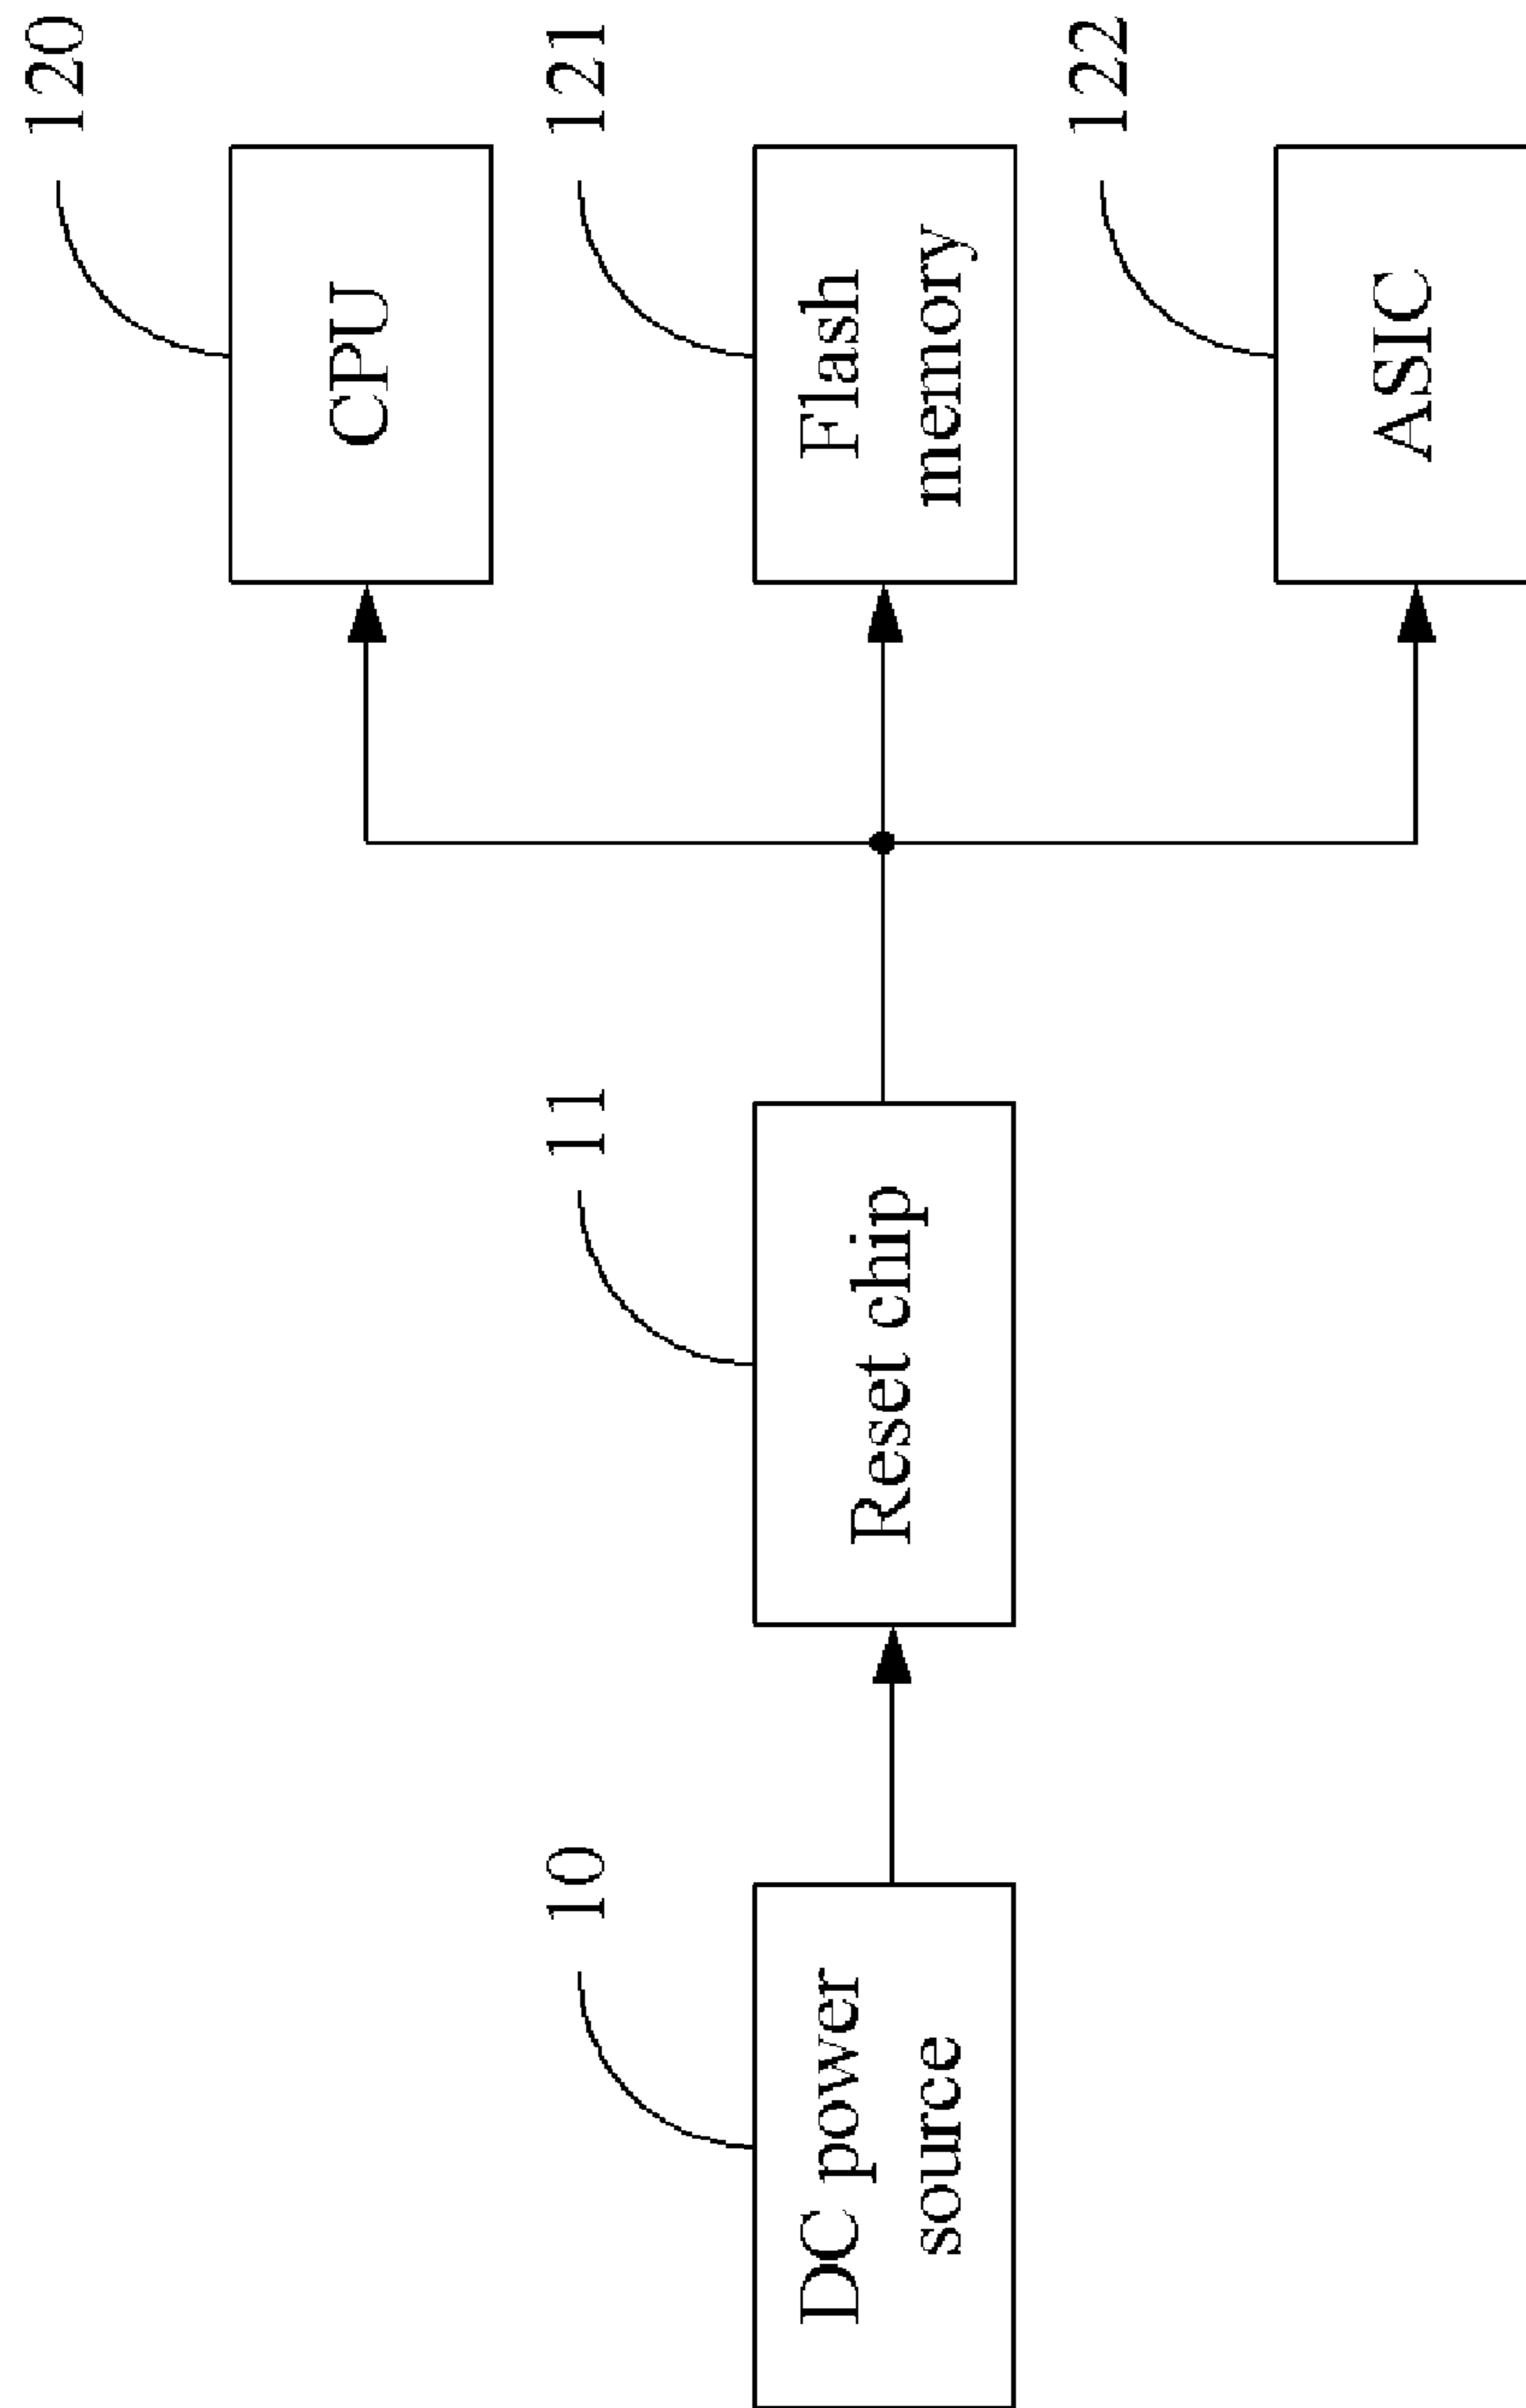 120
CPU
121
Flash
memory
122
ASIC
11
Reset chip
10
DC power
source